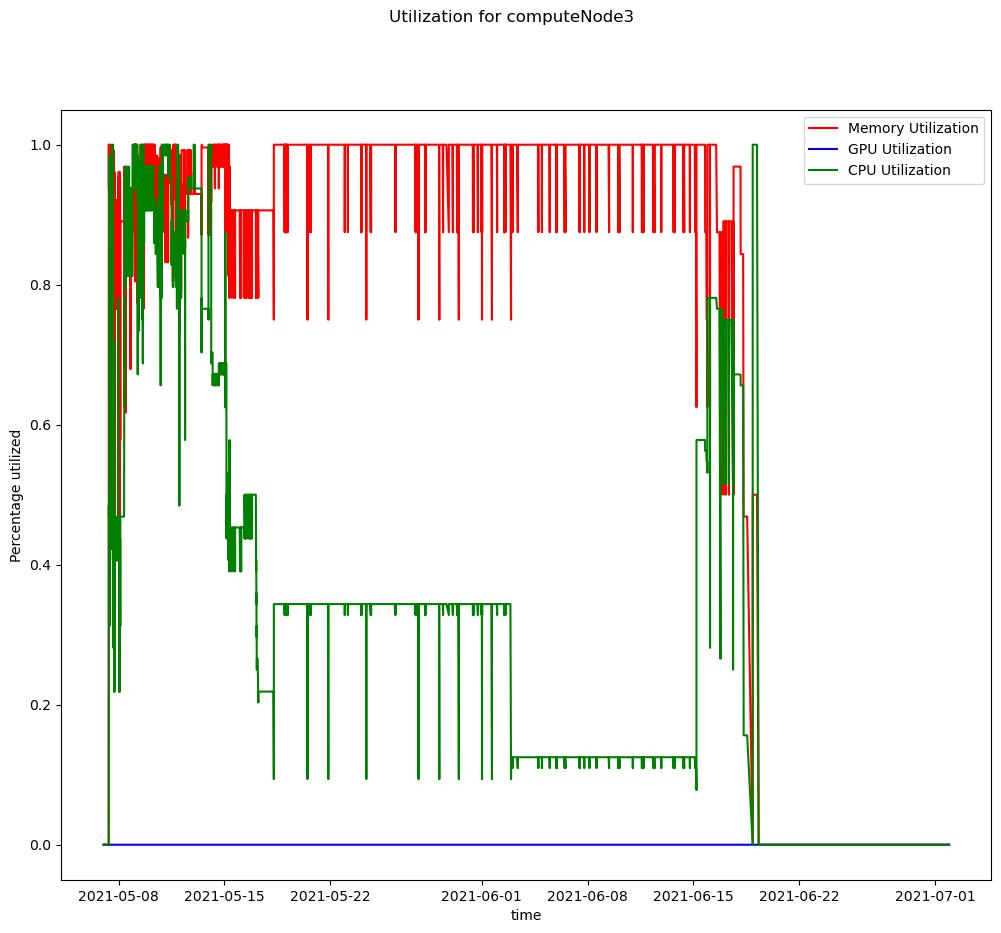 Utilization for computeNode3
Memory Utilization
GPU Utilization
CPU Utilization
1.0
0.8
0.6
0.4
0.2
0.0
Percentage utilized
2021-05-08 2021-05-15 2021-05-22 2021-06-01 2021-06-08 2021-06-15 2021-06-22 2021-07-01
time